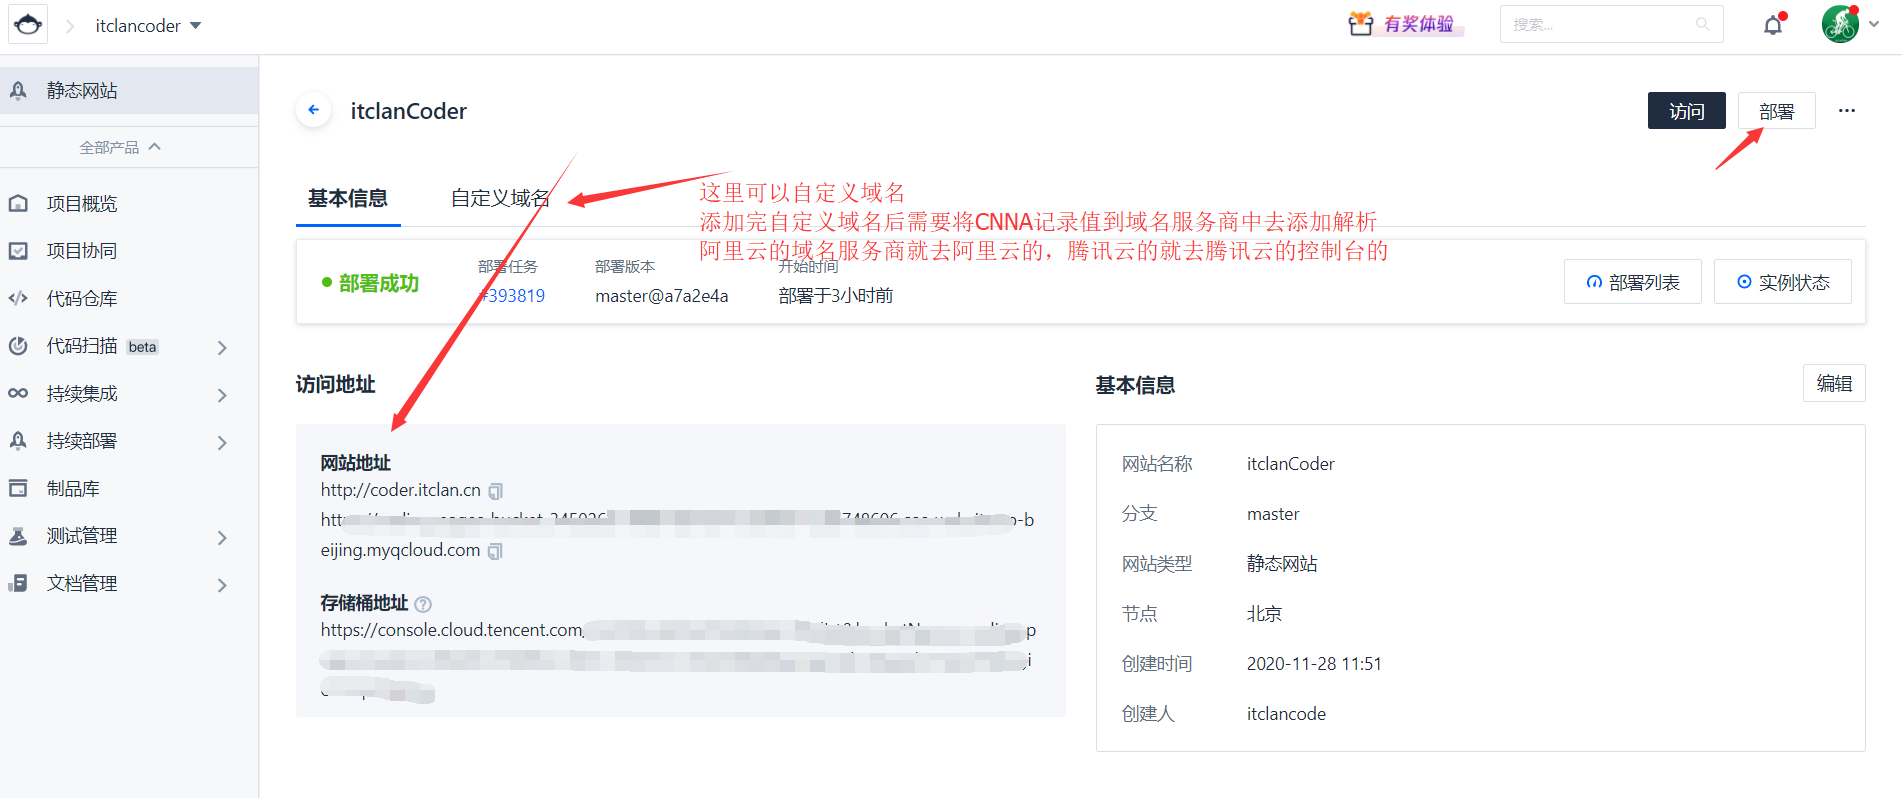 itclancoder
有奖体验
搜索...
静态网站
全部产品
项目概览
项目协同
代码仓库
代码扫描 beta
持续集成
持续部署
制品库
测试管理
文档管理
itclanCoder
访问
部署
基本信息
自定义域名
这里可以自定义域名
添加完自定义域名后需要将CNNA记录值到域名服务商中去添加解析
阿里云的域名服务商就去阿里云的，腾讯云的就去腾讯云的控制台的
部署成功
部署任务
#393819
部署版本
master@a7a2e4a
开始时间
部署于3小时前
部署列表
实例状态
访问地址
网站地址
http://coder.itclan.cn
eijing.myqcloud.com
存储桶地址
https://console.cloud.tencent.com
基本信息
编辑
网站名称 itclanCoder
分支 master
网站类型 静态网站
节点 北京
创建时间 2020-11-28 11:51
创建人 itclancode